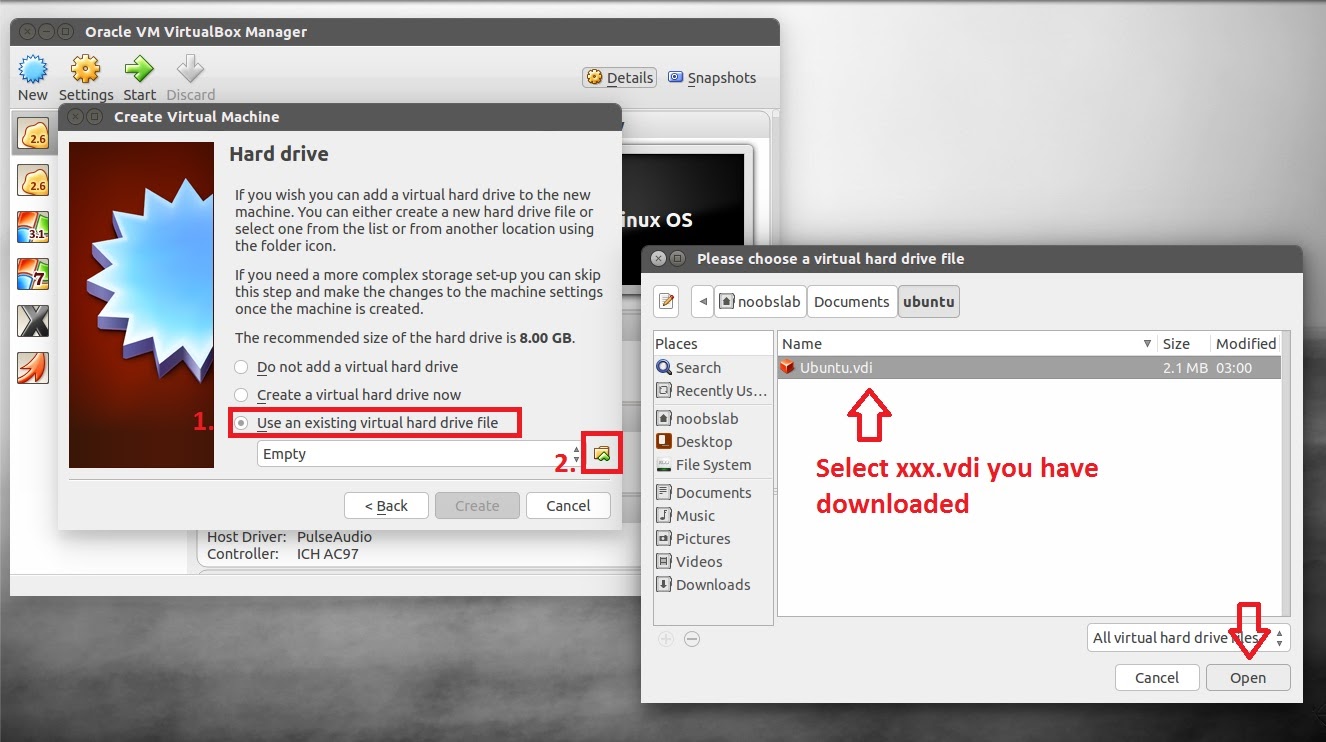 Oracle VM VirtualBox Manager
New Settings Start Discard
Details Snapshots
2.6
2.6
3.1
7
X
inux OS
Create Virtual Machine
Hard drive
If you wish you can add a virtual hard drive to the new
machine. You can either create a new hard drive file or
select one from the list or from another location using
the folder icon.
If you need a more complex storage set-up you can skip
this step and make the changes to the machine settings
once the machine is created.
The recommended size of the hard drive is 8.00 GB.
Do not add a virtual hard drive
Create a virtual hard drive now
1. Use an existing virtual hard drive file
Empty
2.
< Back Create Cancel
Host Driver: PulseAudio
Controller: ICH AC97
Please choose a virtual hard drive file
noobslab Documents ubuntu
Places
Search
Recently Us...
noobslab
Desktop
File System
Documents
Music
Pictures
Videos
Downloads
Name Size Modified
Ubuntu.vdi 2.1 MB 03:00
Select xxx.vdi you have
downloaded
All virtual hard drive files
Cancel Open